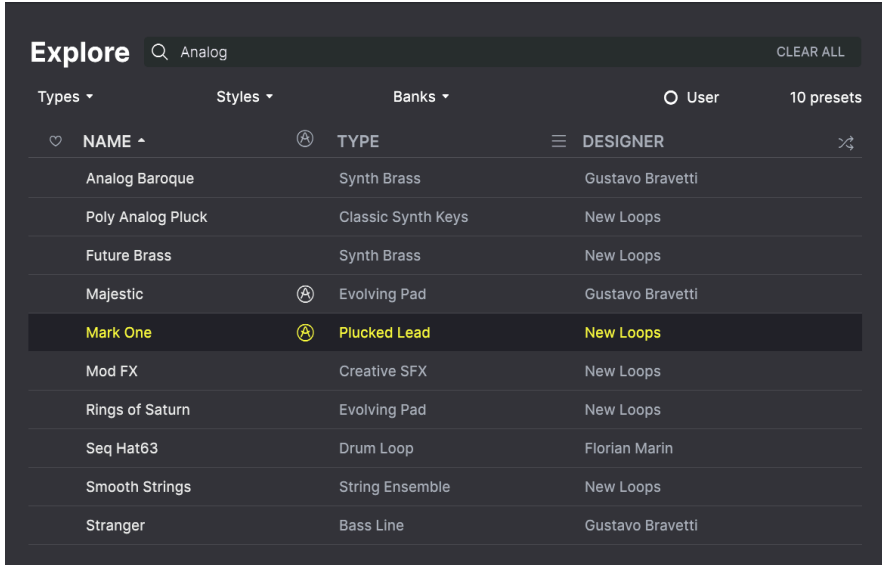 Explore Analog CLEAR ALL
Types Styles Banks User 10 presets
NAME TYPE DESIGNER
Analog Baroque Synth Brass Gustavo Bravetti
Poly Analog Pluck Classic Synth Keys New Loops
Future Brass Synth Brass New Loops
Majestic Evolving Pad Gustavo Bravetti
Mark One Plucked Lead New Loops
Mod FX Creative SFX New Loops
Rings of Saturn Evolving Pad New Loops
Seq Hat63 Drum Loop Florian Marin
Smooth Strings String Ensemble New Loops
Stranger Bass Line Gustavo Bravetti